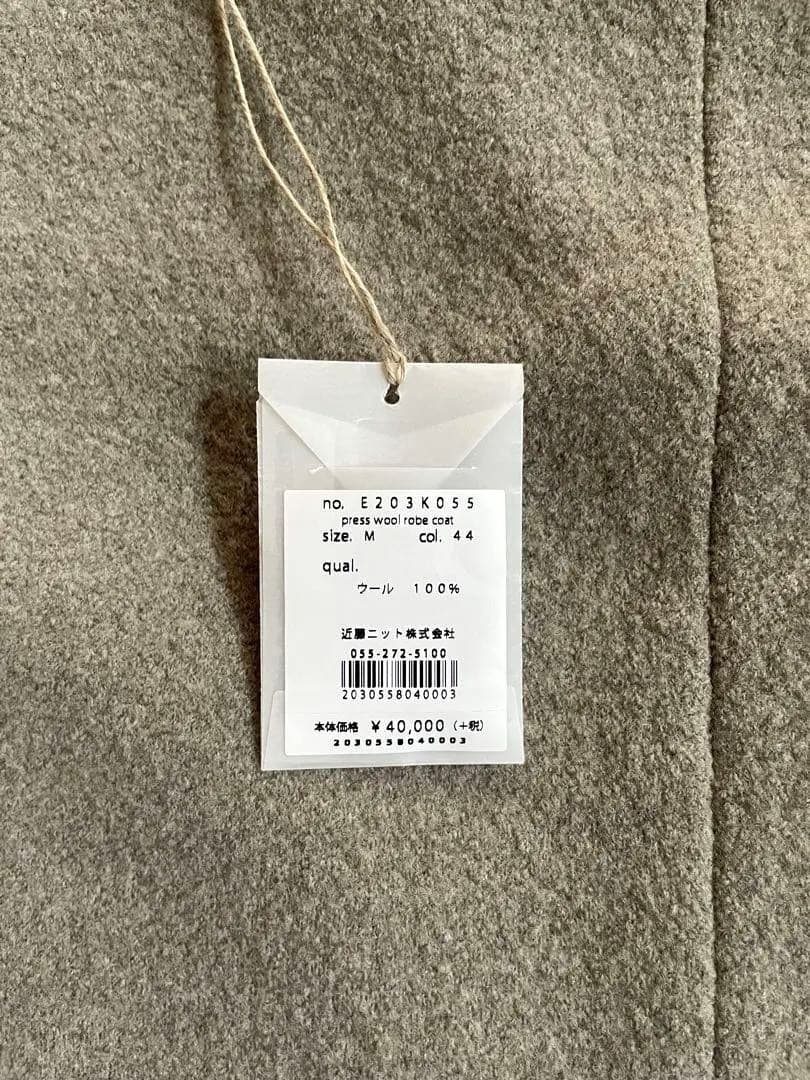 no. E203K055
press wool robe coat
size. M col. 44
qual.
ウール 100%
近藤ニット株式会社
055-272-5100
2030558040003
本体価格 ¥40,000 (+税)
2030558040003